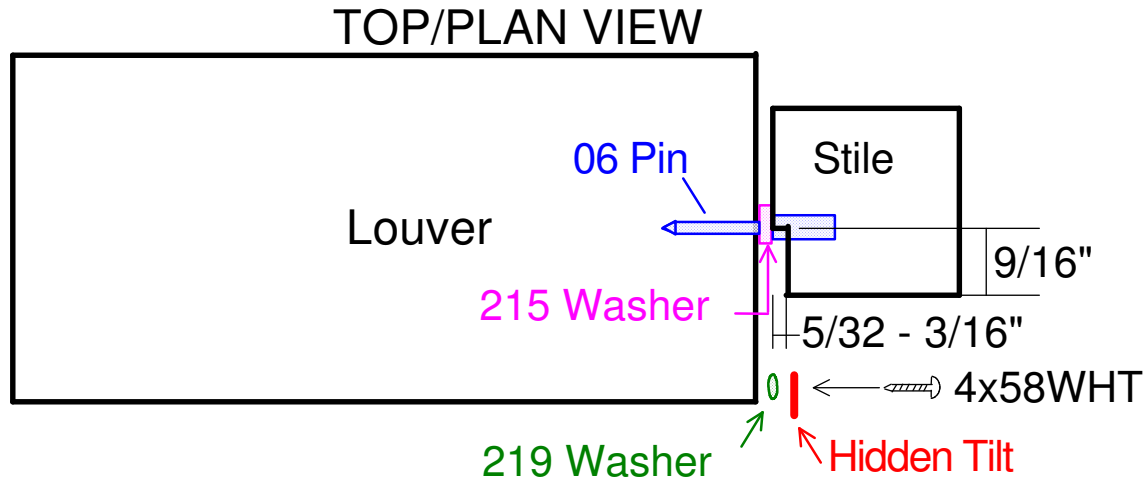 TOP/PLAN VIEW
06 Pin
Stile
Louver
9/16"
215 Washer
5/32 - 3/16"
4x58WHT
219 Washer
Hidden Tilt